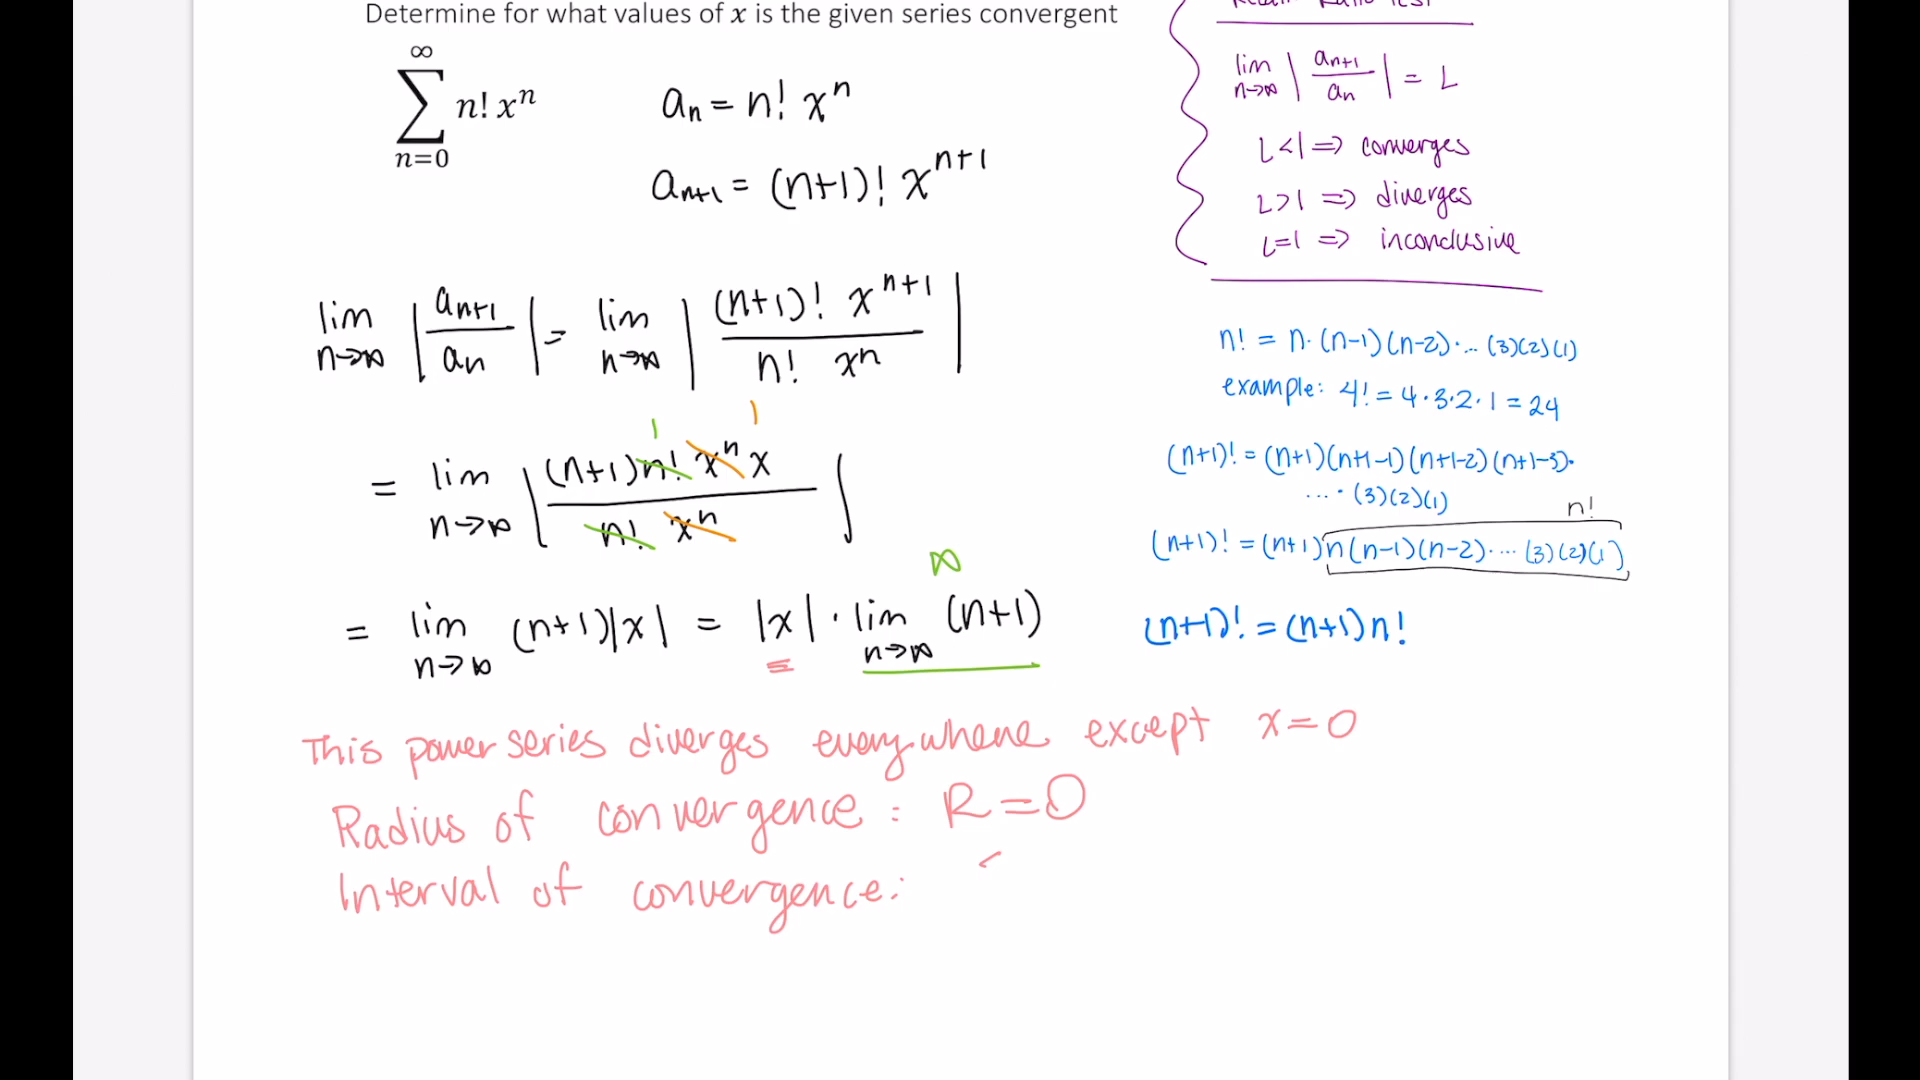 Determine for what values of x is the given series convergent
∞
∑ n! xⁿ
n=0
aₙ = n! xⁿ
aₙ₊₁ = (n+1)! xⁿ⁺¹
lim n→∞ | aₙ₊₁ / aₙ | = lim n→∞ | (n+1)! xⁿ⁺¹ / n! xⁿ |
1 1
= lim n→∞ | (n+1) n! xⁿ x / n! xⁿ |
∞
= lim n→∞ (n+1)|x| = |x| · lim n→∞ (n+1)
This power series diverges everywhere except x = 0
Radius of convergence : R = 0
Interval of convergence:
Ratio Test
lim n→∞ | aₙ₊₁ / aₙ | = L
L < 1 => converges
L > 1 => diverges
L = 1 => inconclusive
n! = n · (n-1)(n-2) · ... (3)(2)(1)
example: 4! = 4 · 3 · 2 · 1 = 24
(n+1)! = (n+1)(n+1-1)(n+1-2)(n+1-3) ·
... · (3)(2)(1)
n!
(n+1)! = (n+1) n(n-1)(n-2) · ... (3)(2)(1)
(n+1)! = (n+1) n!